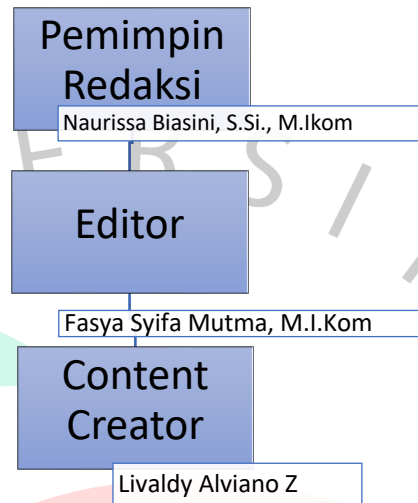 Pemimpin
Redaksi
Naurissa Biasini, S.Si., M.Ikom
E R S I
Editor
Fasya Syifa Mutma, M.I.Kom
Content
Creator
Livaldy Alviano Z